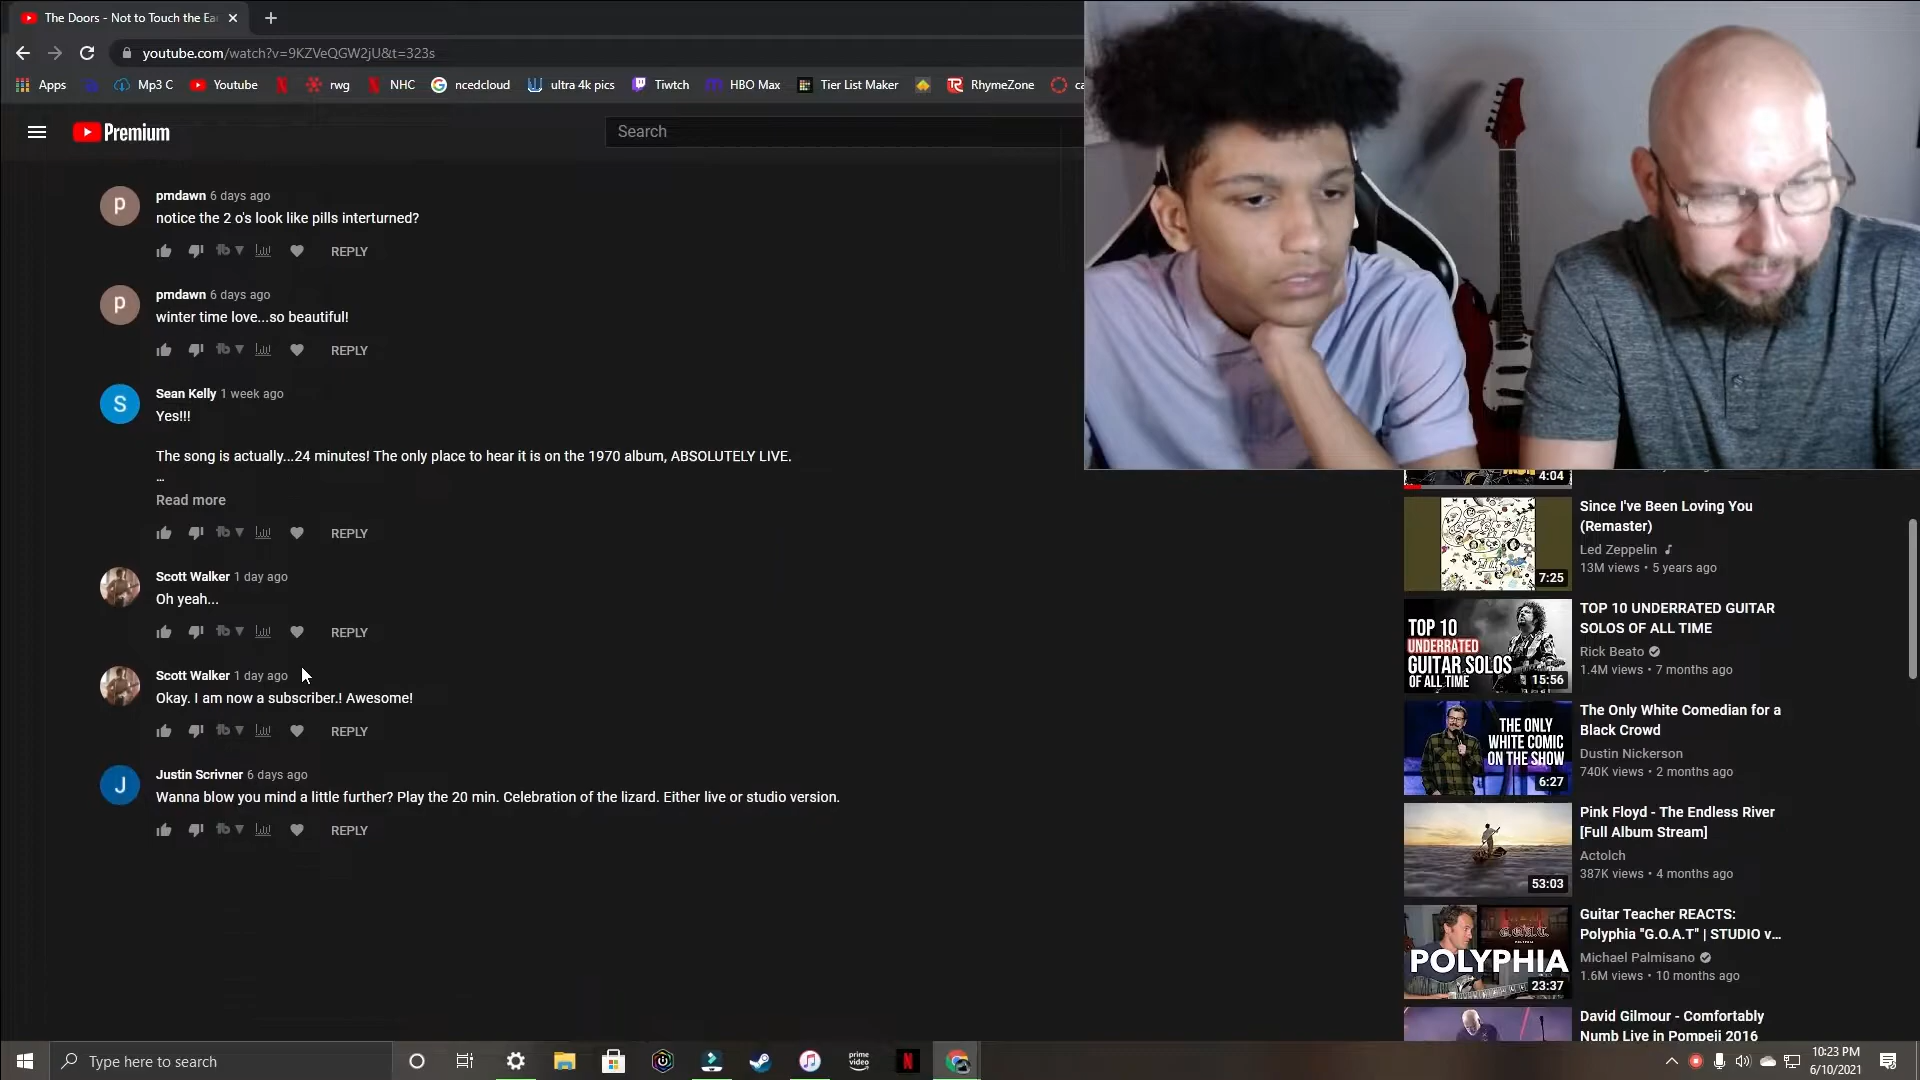 The Doors - Not to Touch the Ea
youtube.com/watch?v=9KZVeQGW2jU&t=323s
Apps
Mp3 C
Youtube
rwg
NHC
ncedcloud
ultra 4k pics
Tiwtch
HBO Max
Tier List Maker
RhymeZone
ca
Premium
Search
P
pmdawn 6 days ago
notice the 2 o's look like pills interturned?
REPLY
P
pmdawn 6 days ago
winter time love...so beautiful!
REPLY
S
Sean Kelly 1 week ago
Yes!!!
The song is actually...24 minutes! The only place to hear it is on the 1970 album, ABSOLUTELY LIVE.
...
Read more
REPLY
Scott Walker 1 day ago
Oh yeah...
REPLY
Scott Walker 1 day ago
Okay. I am now a subscriber.! Awesome!
REPLY
J
Justin Scrivner 6 days ago
Wanna blow you mind a little further? Play the 20 min. Celebration of the lizard. Either live or studio version.
REPLY
4:04
7:25
Since I've Been Loving You
(Remaster)
Led Zeppelin
13M views • 5 years ago
TOP 10
UNDERRATED
GUITAR SOLOS
OF ALL TIME
15:56
TOP 10 UNDERRATED GUITAR
SOLOS OF ALL TIME
Rick Beato
1.4M views • 7 months ago
THE ONLY
WHITE COMIC
ON THE SHOW
6:27
The Only White Comedian for a
Black Crowd
Dustin Nickerson
740K views • 2 months ago
53:03
Pink Floyd - The Endless River
[Full Album Stream]
Actolch
387K views • 4 months ago
G.O.A.T.
POLYPHIA
23:37
Guitar Teacher REACTS:
Polyphia "G.O.A.T" | STUDIO v...
Michael Palmisano
1.6M views • 10 months ago
David Gilmour - Comfortably
Numb Live in Pompeii 2016
Type here to search
prime
video
10:23 PM
6/10/2021